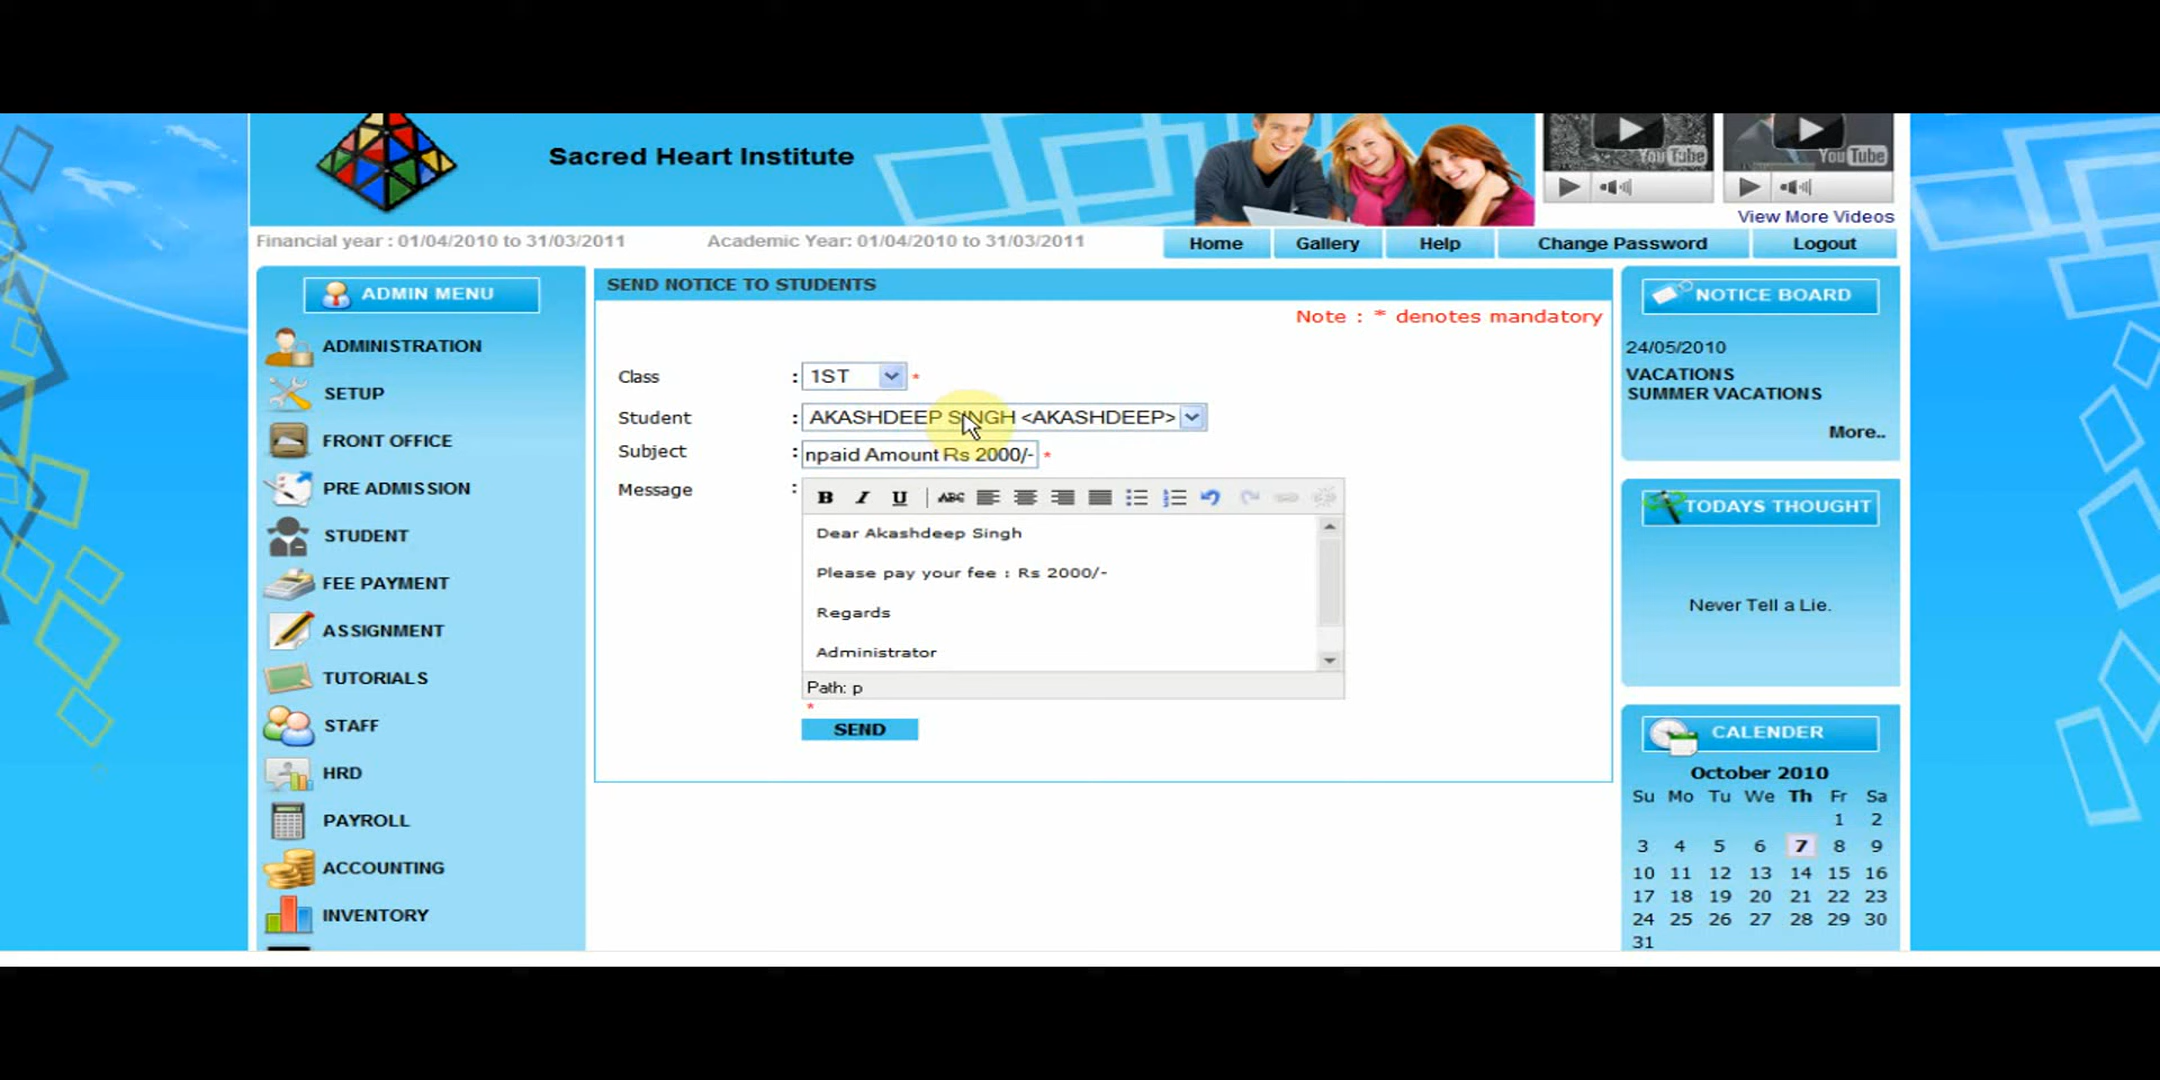 Sacred Heart Institute
YouTube
YouTube
View More Videos
Financial year : 01/04/2010 to 31/03/2011
Academic Year: 01/04/2010 to 31/03/2011
Home
Gallery
Help
Change Password
Logout
ADMIN MENU
ADMINISTRATION
SETUP
FRONT OFFICE
PRE ADMISSION
STUDENT
FEE PAYMENT
ASSIGNMENT
TUTORIALS
STAFF
HRD
PAYROLL
ACCOUNTING
INVENTORY
SEND NOTICE TO STUDENTS
Note : * denotes mandatory
Class : 1ST *
Student : AKASHDEEP SINGH <AKASHDEEP>
Subject : npaid Amount Rs 2000/- *
Message :
B I U ABC
Dear Akashdeep Singh
Please pay your fee : Rs 2000/-
Regards
Administrator
Path: p
*
SEND
NOTICE BOARD
24/05/2010
VACATIONS
SUMMER VACATIONS
More..
TODAYS THOUGHT
Never Tell a Lie.
CALENDER
October 2010
Su Mo Tu We Th Fr Sa
1 2
3 4 5 6 7 8 9
10 11 12 13 14 15 16
17 18 19 20 21 22 23
24 25 26 27 28 29 30
31